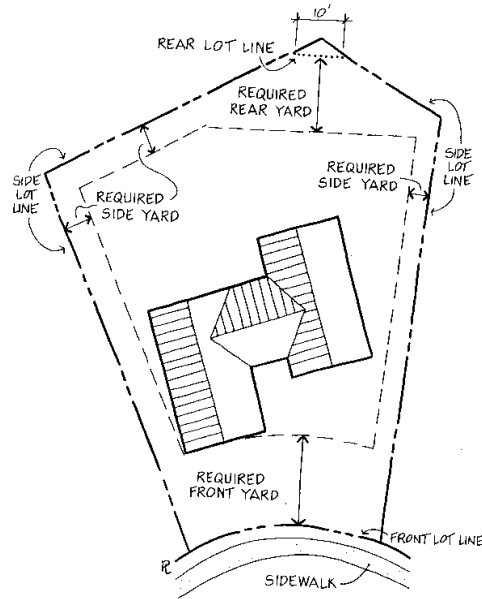 10'
REAR LOT LINE
REQUIRED
REAR YARD
SIDE
LOT
LINE
REQUIRED
SIDE YARD
REQUIRED
SIDE YARD
SIDE
LOT
LINE
REQUIRED
FRONT YARD
FRONT LOT LINE
PL
SIDEWALK